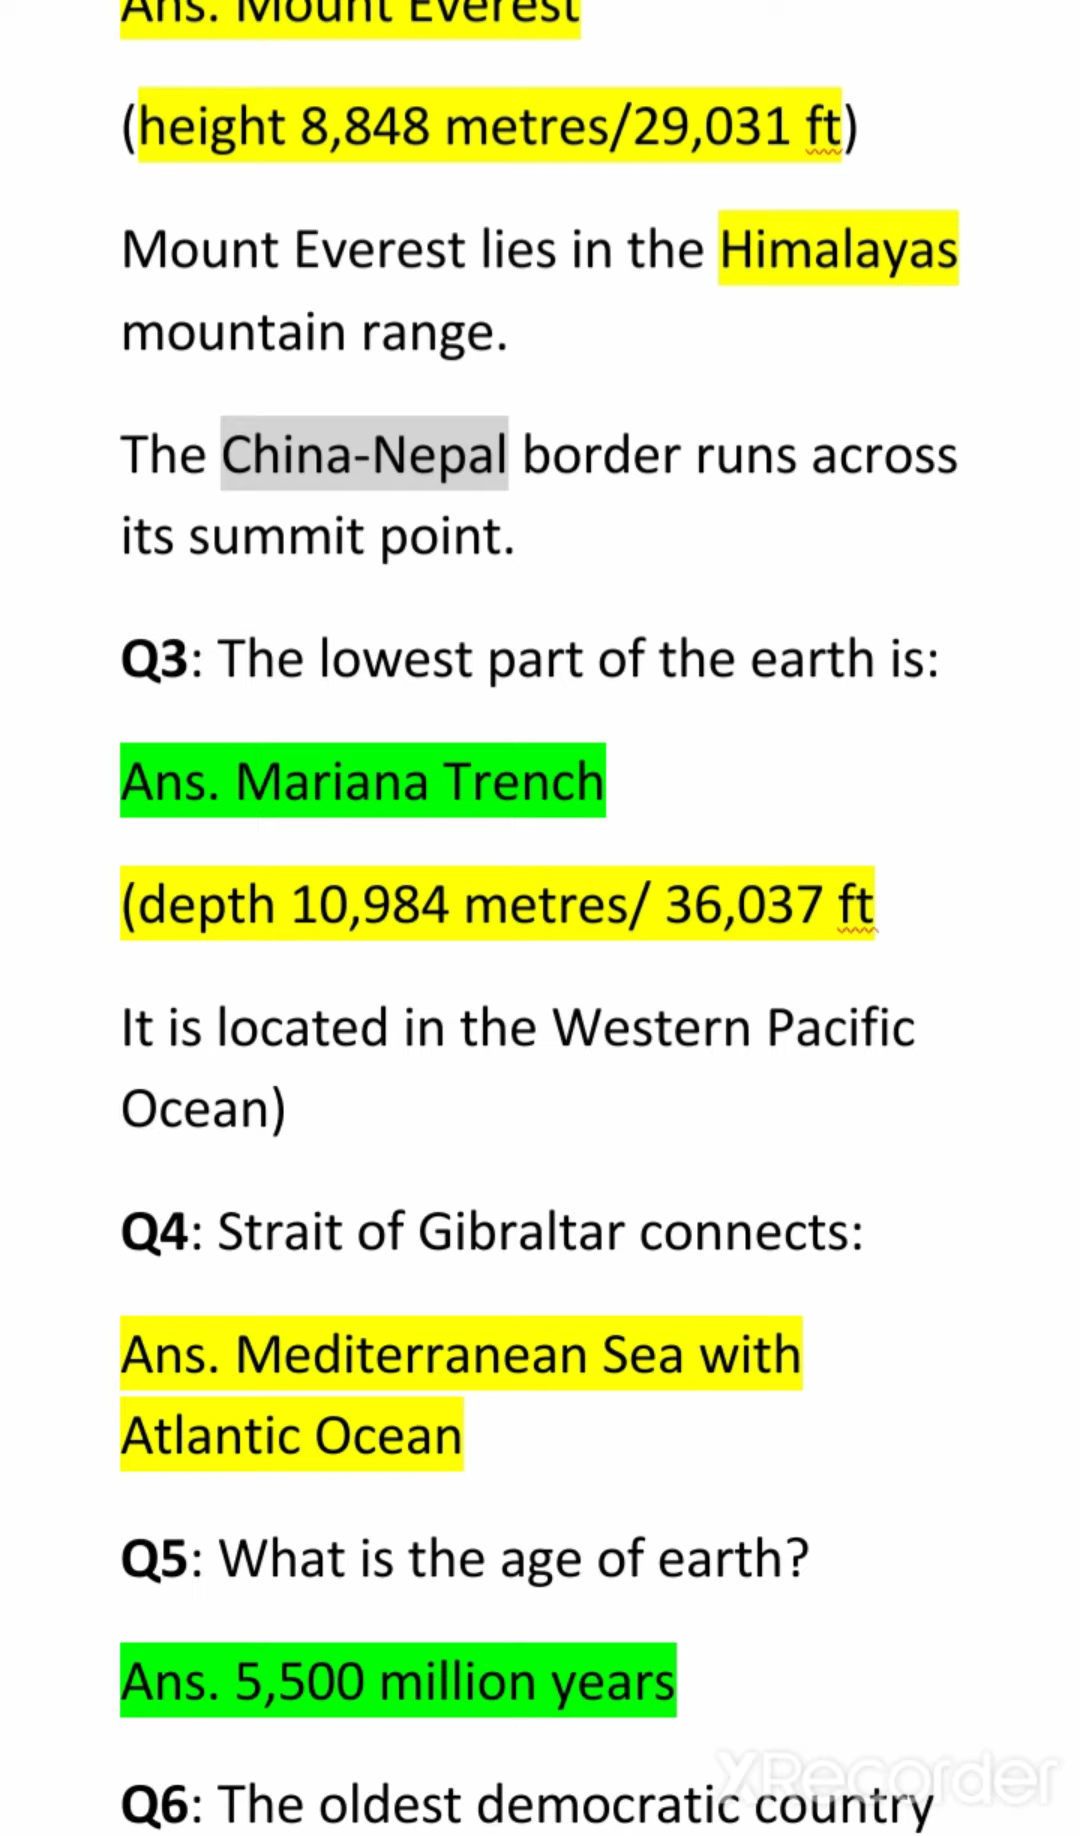 Ans. Mount Everest
(height 8,848 metres/29,031 ft)
Mount Everest lies in the Himalayas
mountain range.
The China-Nepal border runs across
its summit point.
Q3: The lowest part of the earth is:
Ans. Mariana Trench
(depth 10,984 metres/ 36,037 ft
It is located in the Western Pacific
Ocean)
Q4: Strait of Gibraltar connects:
Ans. Mediterranean Sea with
Atlantic Ocean
Q5: What is the age of earth?
Ans. 5,500 million years
XRecorder
Q6: The oldest democratic country